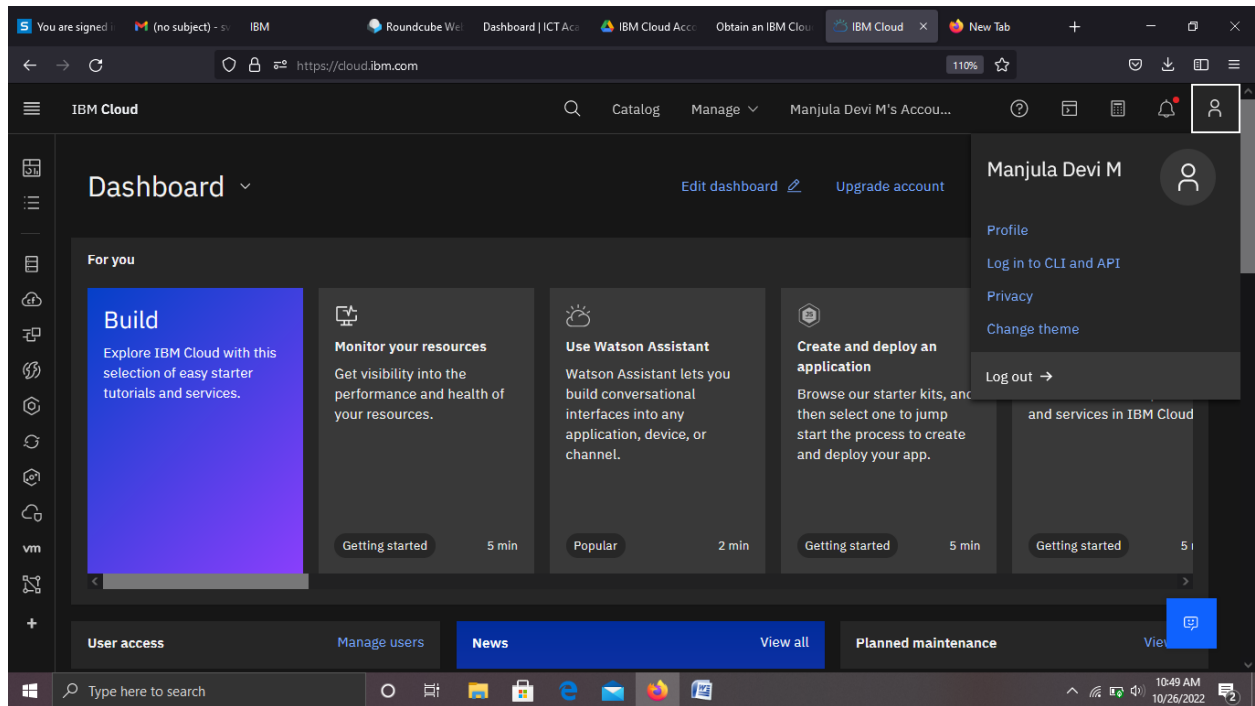 You are signed i
(no subject) - sv
IBM
Roundcube We
Dashboard | ICT Aca
IBM Cloud Acco
Obtain an IBM Clou
IBM Cloud
New Tab
https://cloud.ibm.com
110%
IBM Cloud
Catalog
Manage
Manjula Devi M's Accou...
Dashboard
Edit dashboard
Upgrade account
Manjula Devi M
Profile
Log in to CLI and API
Privacy
Change theme
Log out →
For you
Build
Explore IBM Cloud with this
selection of easy starter
tutorials and services.
Monitor your resources
Get visibility into the
performance and health of
your resources.
Getting started
5 min
Use Watson Assistant
Watson Assistant lets you
build conversational
interfaces into any
application, device, or
channel.
Popular
2 min
Create and deploy an
application
Browse our starter kits, and
then select one to jump
start the process to create
and deploy your app.
Getting started
5 min
and services in IBM Cloud
Getting started
5
vm
User access
Manage users
News
View all
Planned maintenance
Vie
Type here to search
10:49 AM
10/26/2022
2